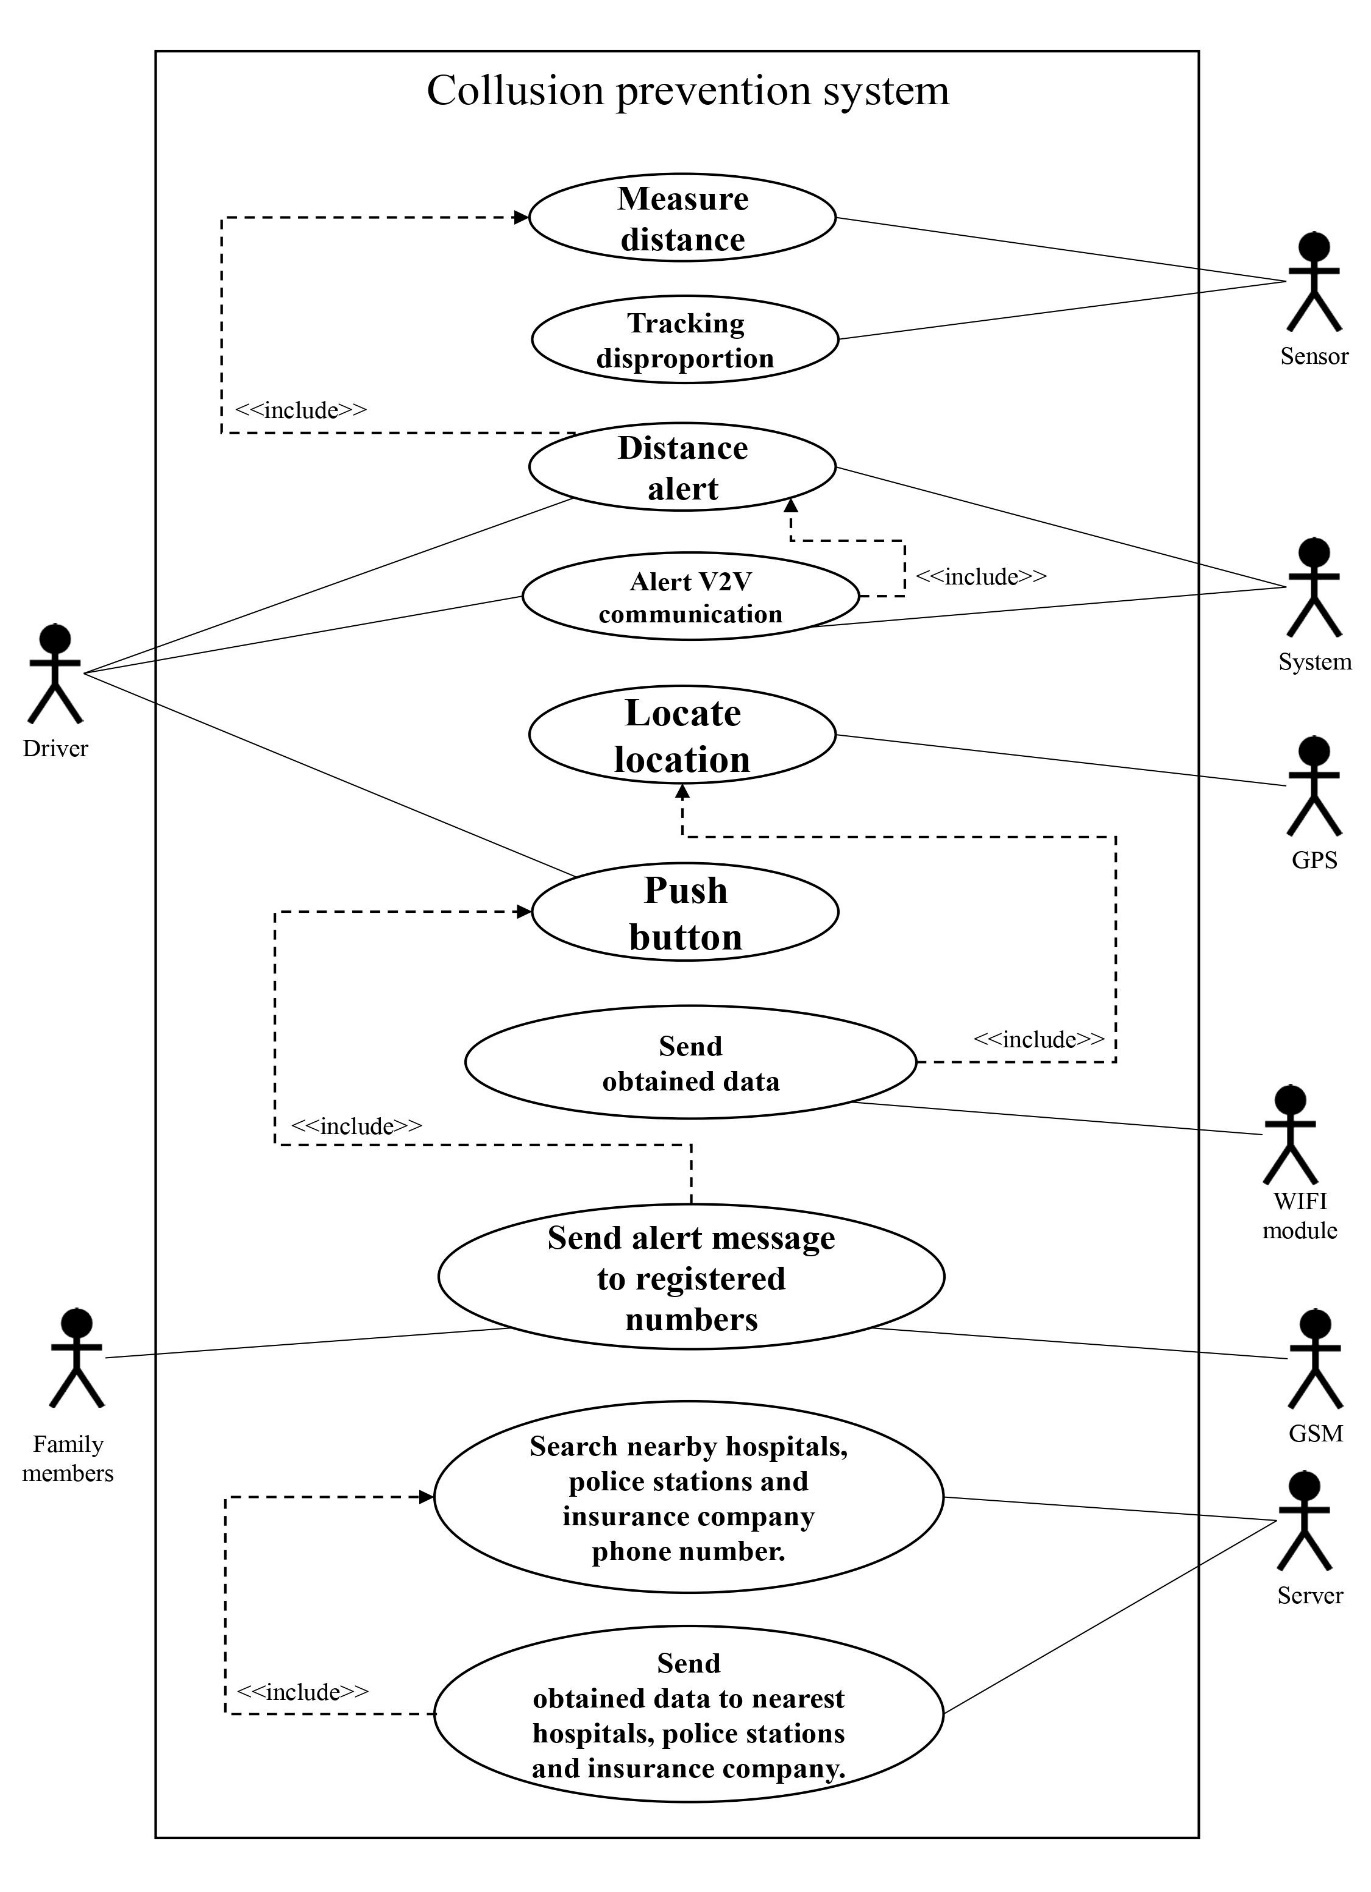 Collusion prevention system
Measure
distance
Sensor
Tracking
disproportion
<<include>>
Distance
alert
<<include>>
Alert V2V
communication
System
Driver
Locate
location
GPS
Push
button
<<include>>
Send
obtained data
<<include>>
WIFI
module
Send alert message
to registered
numbers
Family
members
GSM
Search nearby hospitals,
police stations and
insurance company
phone number.
Server
<<include>>
Send
obtained data to nearest
hospitals, police stations
and insurance company.